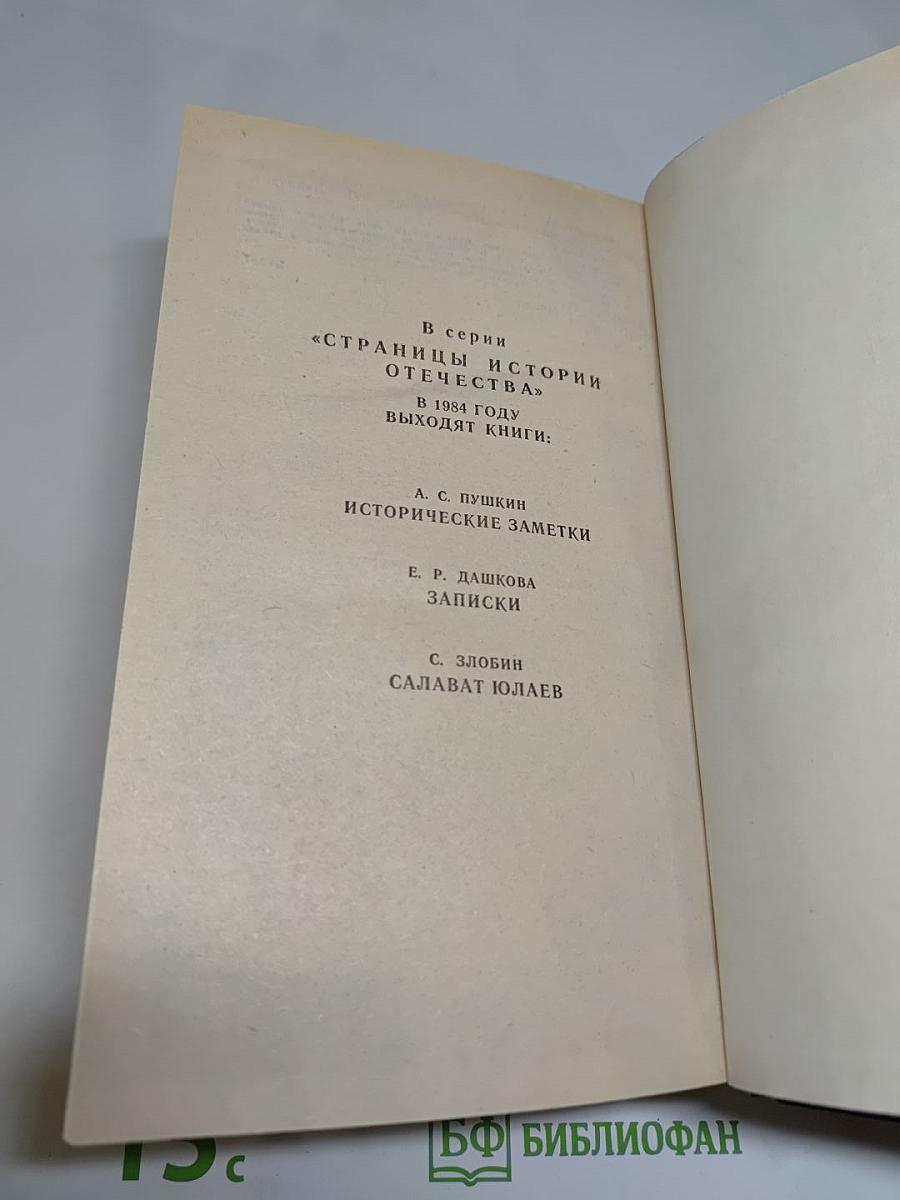 В серии
«СТРАНИЦЫ ИСТОРИИ
ОТЕЧЕСТВА»
В 1984 ГОДУ
ВЫХОДЯТ КНИГИ:
А. С. ПУШКИН
ИСТОРИЧЕСКИЕ ЗАМЕТКИ
Е. Р. ДАШКОВА
ЗАПИСКИ
С. ЗЛОБИН
САЛАВАТ ЮЛАЕВ
БФ БИБЛИОФАН